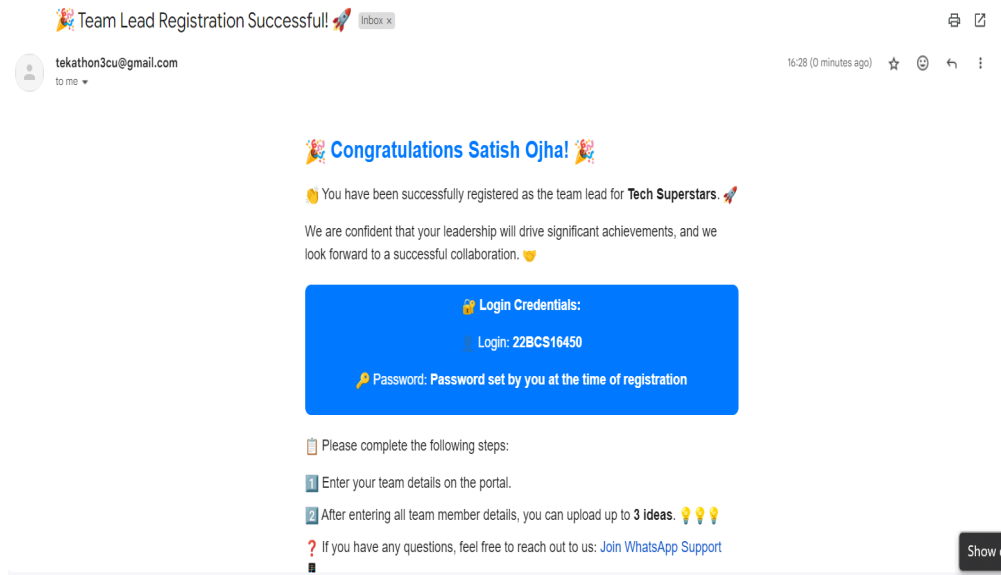 🎉 Team Lead Registration Successful! 🚀 Inbox ×
tekathon3cu@gmail.com
16:28 (0 minutes ago)
to me
🎉 Congratulations Satish Ojha! 🎉
👏 You have been successfully registered as the team lead for Tech Superstars. 🚀
We are confident that your leadership will drive significant achievements, and we
look forward to a successful collaboration. 🤝
🔐 Login Credentials:
👤 Login: 22BCS16450
🔑 Password: Password set by you at the time of registration
📋 Please complete the following steps:
1️⃣ Enter your team details on the portal.
2️⃣ After entering all team member details, you can upload up to 3 ideas. 💡💡💡
❓ If you have any questions, feel free to reach out to us: Join WhatsApp Support
📱
Show